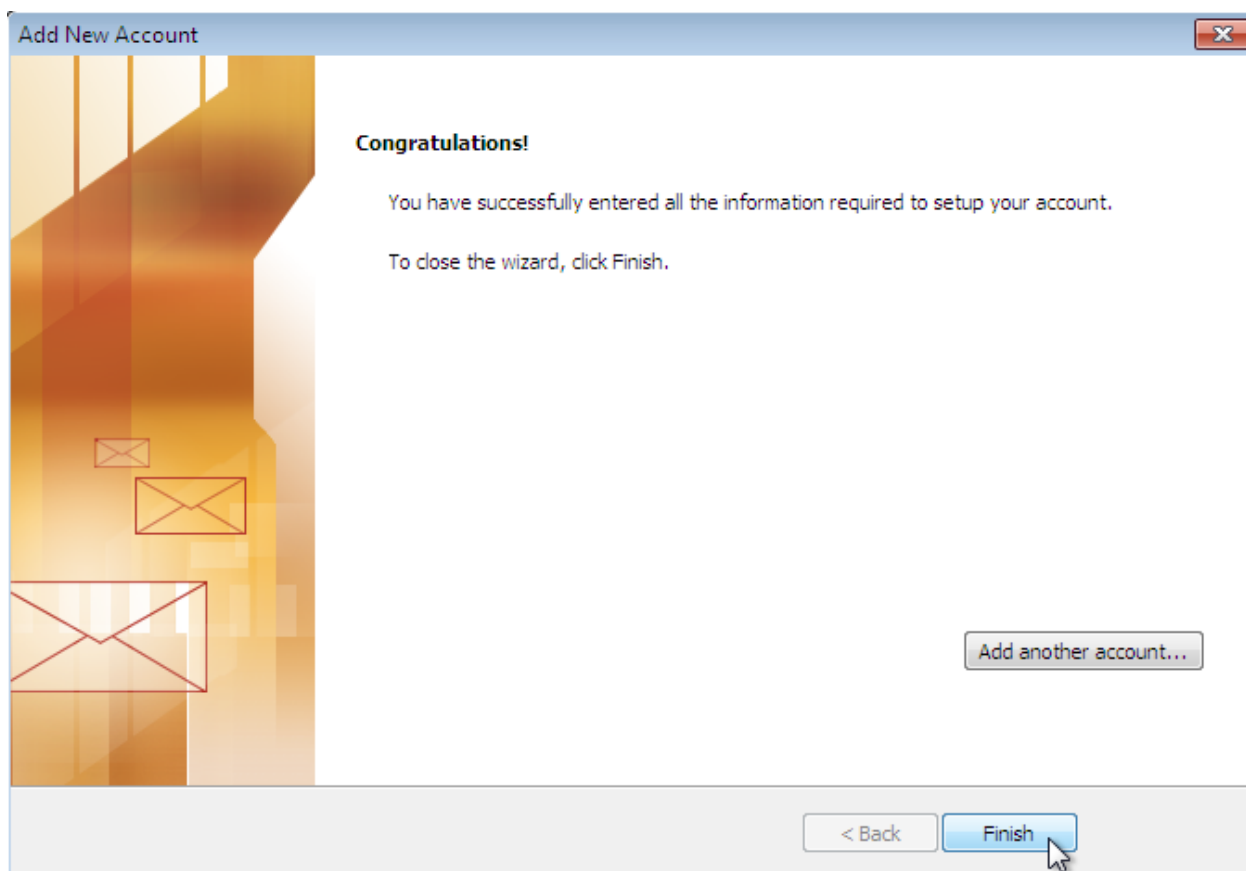 Add New Account
Congratulations!
You have successfully entered all the information required to setup your account.
To close the wizard, click Finish.
Add another account...
< Back
Finish